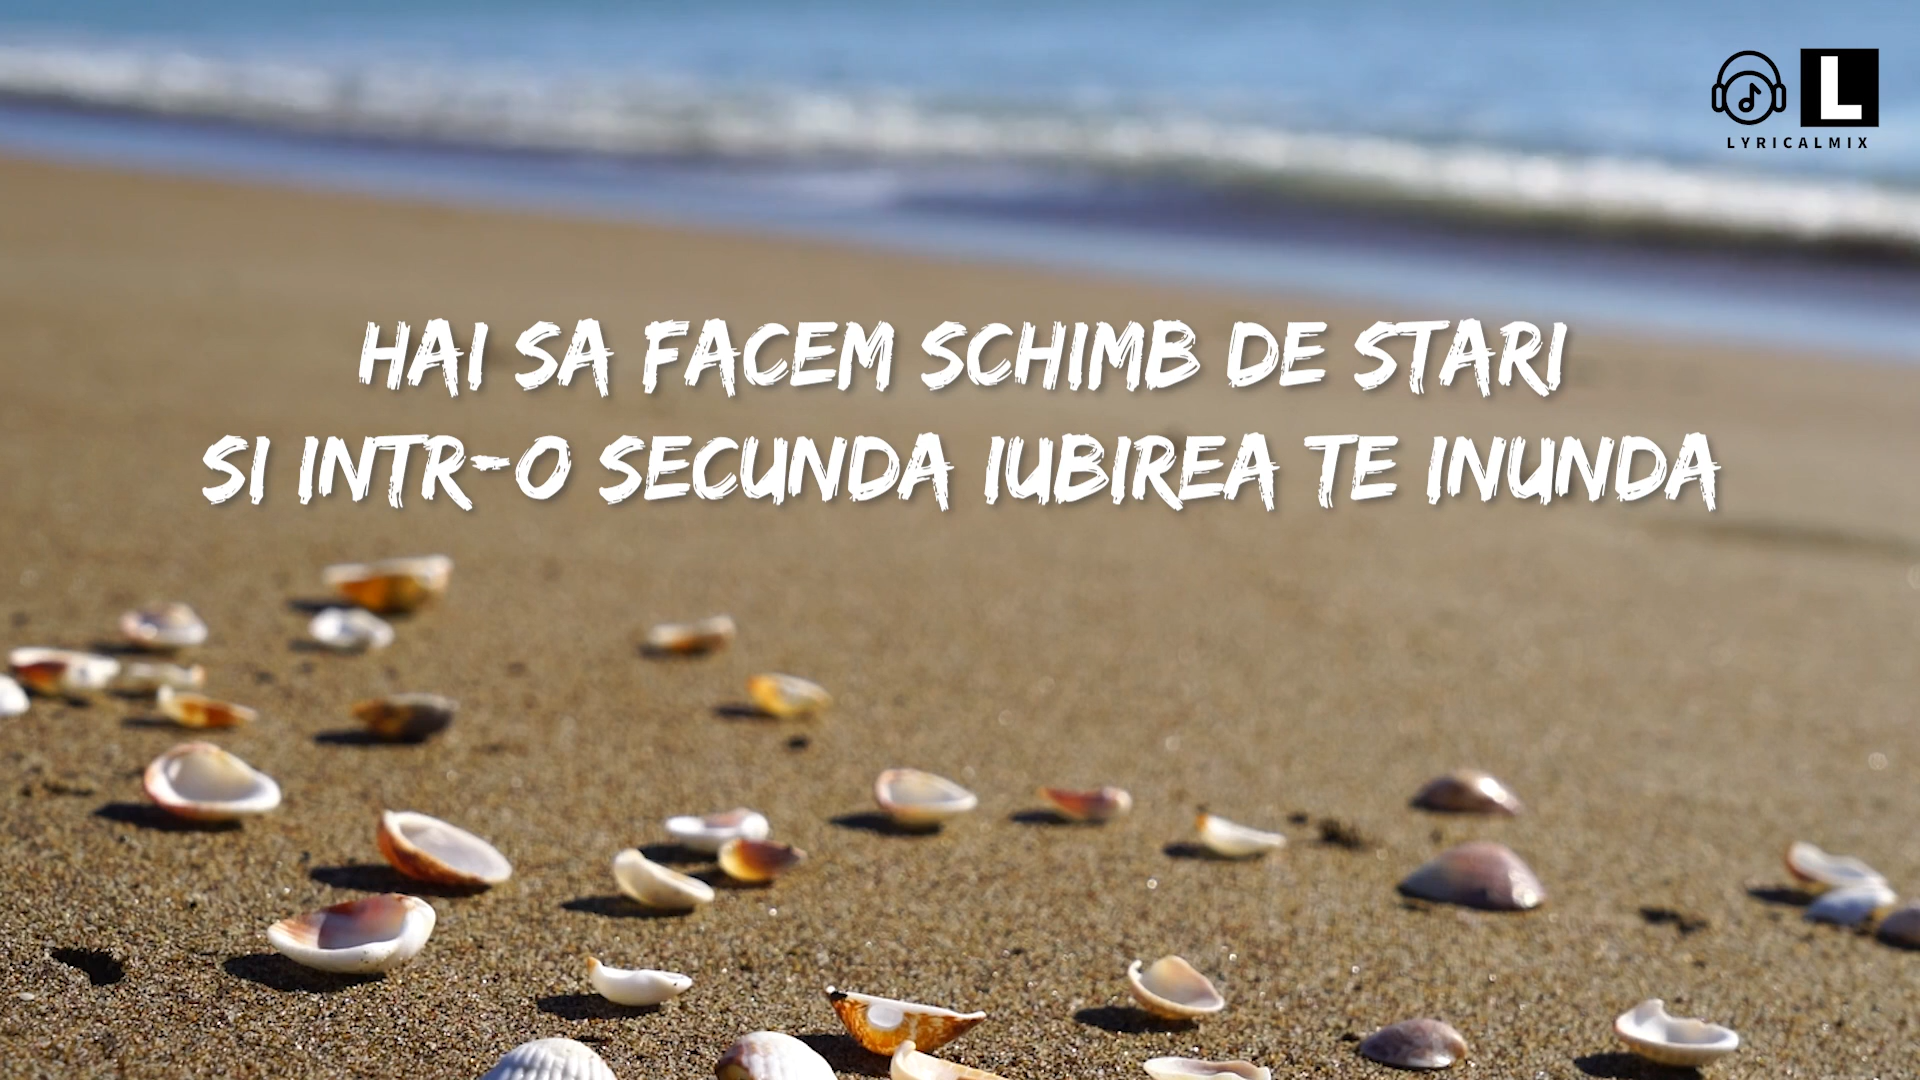 L
LYRICALMIX
HAI SA FACEM SCHIMB DE STARI
SI INTR-O SECUNDA IUBIREA TE INUNDA